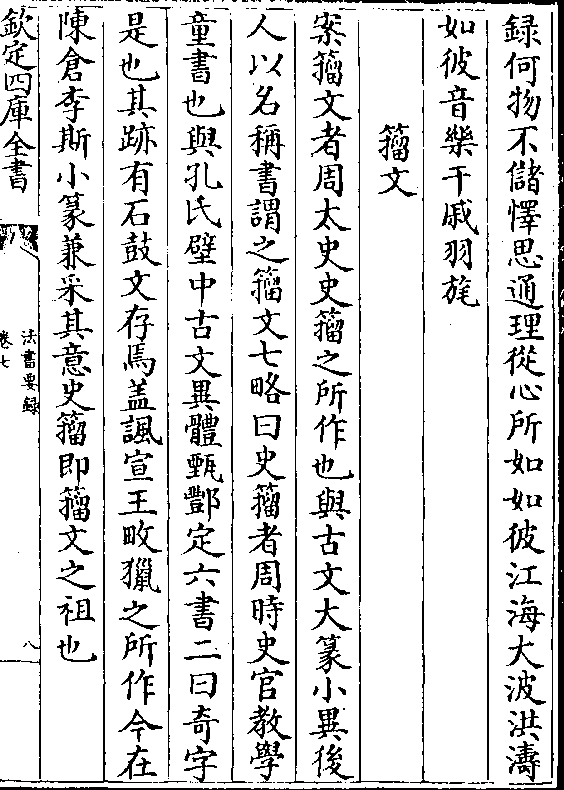 録何物不儲懌思通理從心所如如彼江海大波洪濤
如彼音樂干戚羽旄
籀文
案籀文者周太史史籀之所作也與古文大篆小異後
人以名稱書謂之籀文七略曰史籀者周時史官教學
童書也與孔氏壁中古文異體甄酆定六書二曰奇字
是也其跡有石鼓文存焉盖諷宣王畋獵之所作今在
陳倉李斯小篆兼采其意史籀即籀文之祖也
欽定四庫全書
法書要録
卷七
八